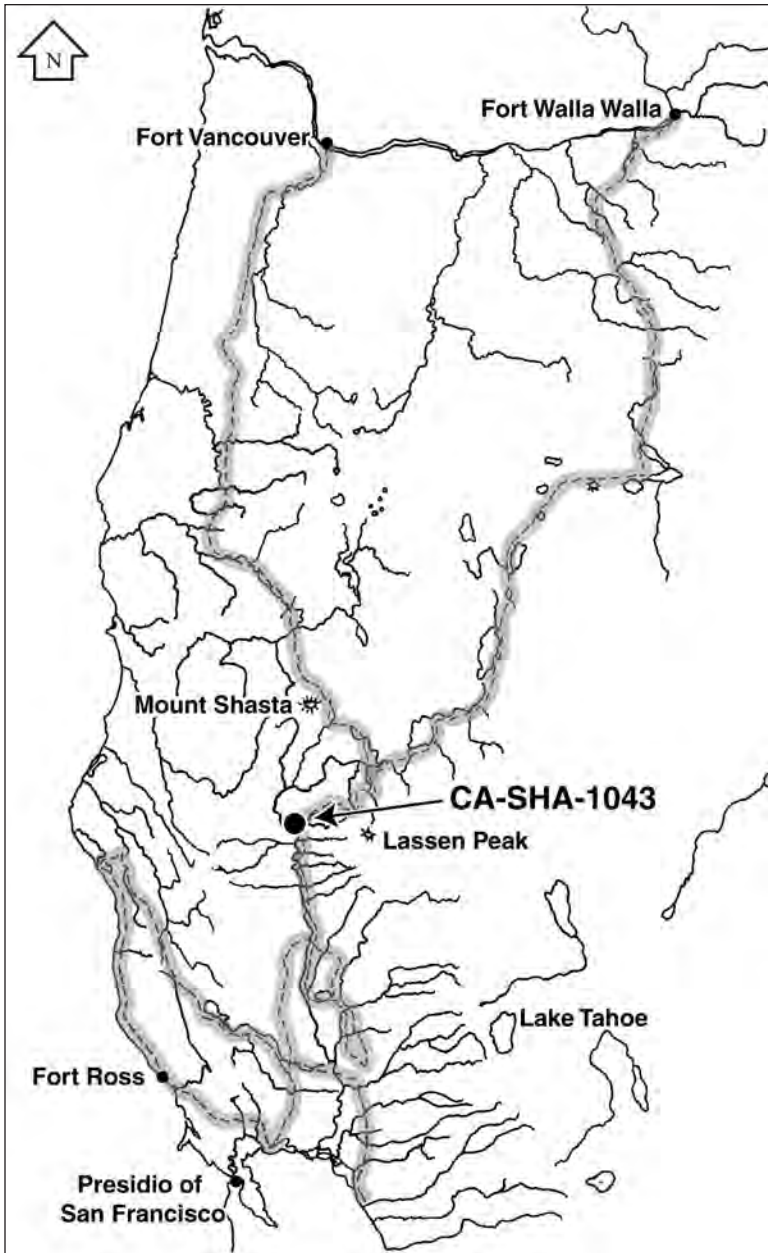 N
Fort Walla Walla
Fort Vancouver
Mount Shasta
CA-SHA-1043
Lassen Peak
Lake Tahoe
Fort Ross
Presidio of
San Francisco